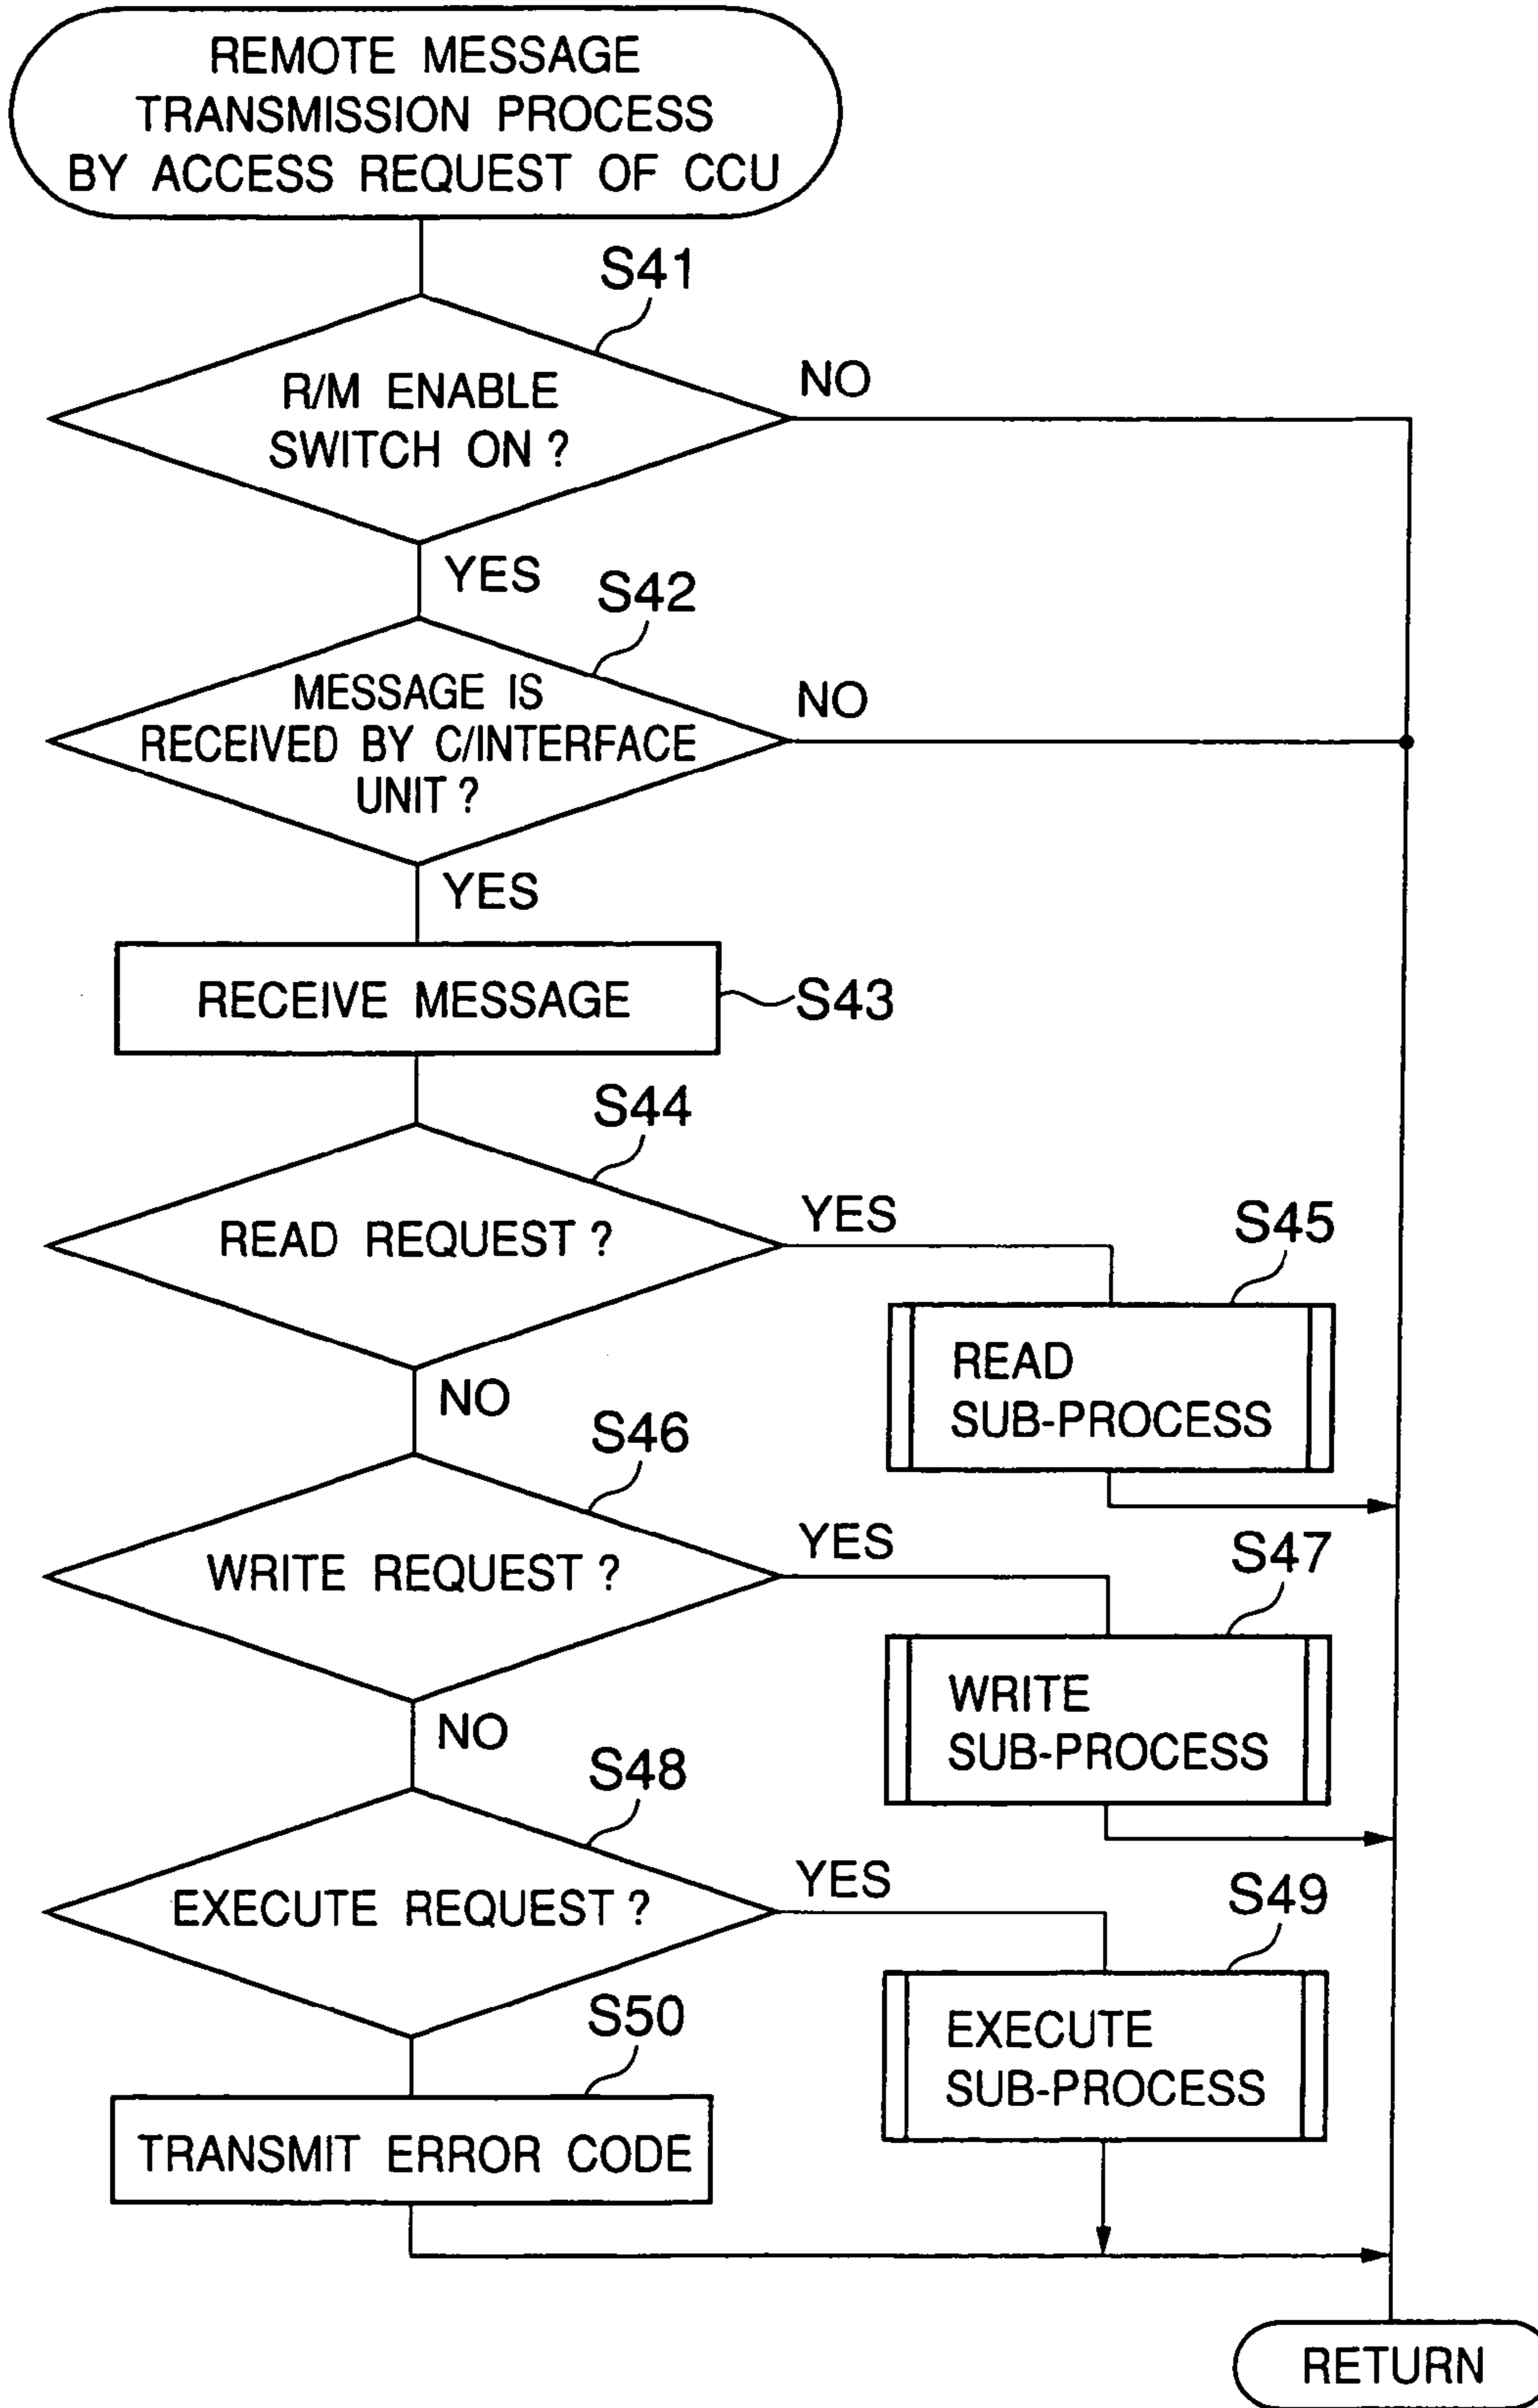 REMOTE MESSAGE
TRANSMISSION PROCESS
BY ACCESS REQUEST OF CCU
S41
R/M ENABLE
SWITCH ON ?
NO
YES
S42
MESSAGE IS
RECEIVED BY C/INTERFACE
UNIT ?
NO
YES
RECEIVE MESSAGE
S43
S44
READ REQUEST ?
YES
S45
READ
SUB-PROCESS
NO
S46
WRITE REQUEST ?
YES
S47
WRITE
SUB-PROCESS
NO
S48
EXECUTE REQUEST ?
YES
S49
EXECUTE
SUB-PROCESS
S50
TRANSMIT ERROR CODE
RETURN